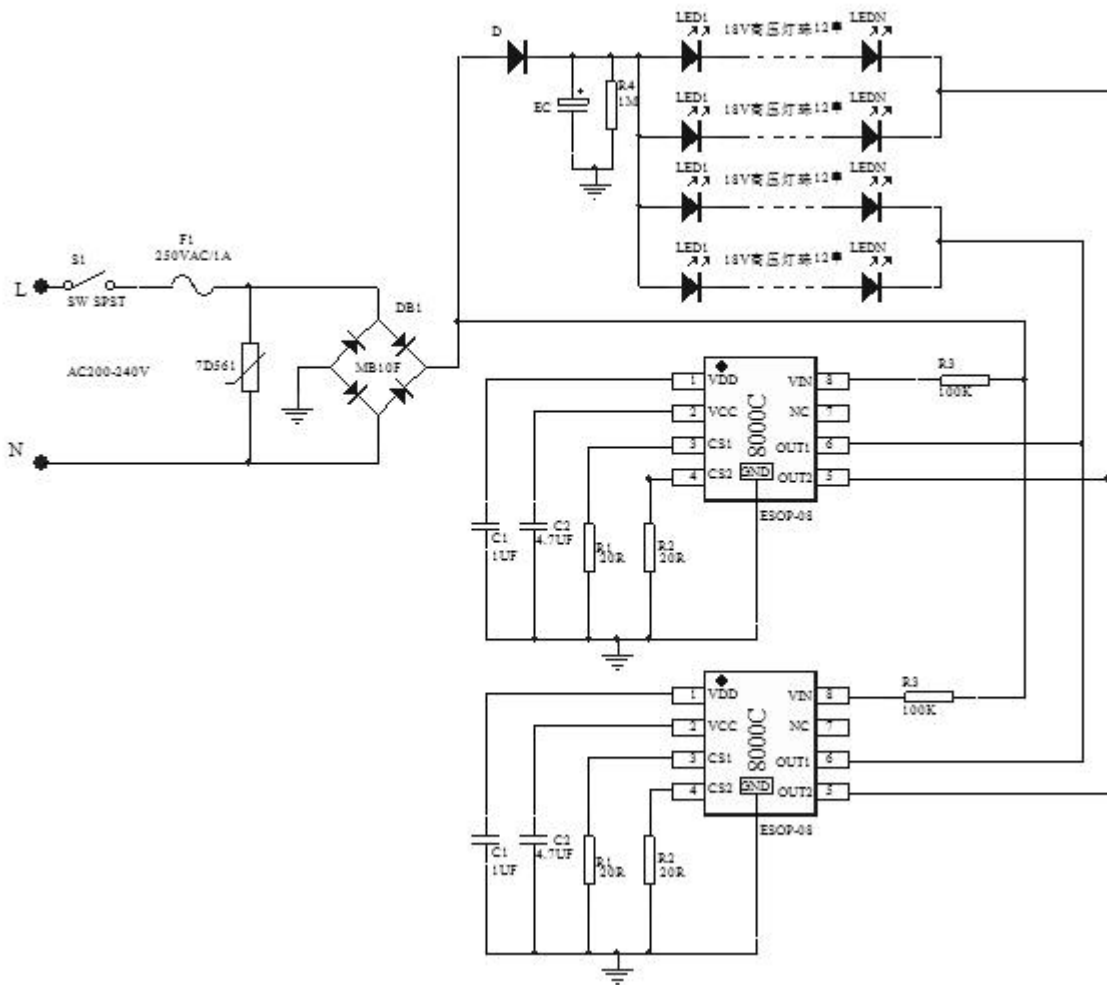 D
LED1 18V高压灯珠12串 LEDN
EC
+
R4
1M
LED1 18V高压灯珠12串 LEDN
LED1 18V高压灯珠12串 LEDN
LED1 18V高压灯珠12串 LEDN
F1
250VAC/1A
S1
L
SW SPST
AC200-240V
7D561
DB1
MB10F
N
1 VDD
2 VCC
3 CS1
4 CS2
8000C
GND
VIN 8
NC 7
OUT1 6
OUT2 5
ESOP-08
R3
100K
C1
1UF
C2
4.7UF
R1
20R
R2
20R
1 VDD
2 VCC
3 CS1
4 CS2
8000C
GND
VIN 8
NC 7
OUT1 6
OUT2 5
ESOP-08
R3
100K
C1
1UF
C2
4.7UF
R1
20R
R2
20R